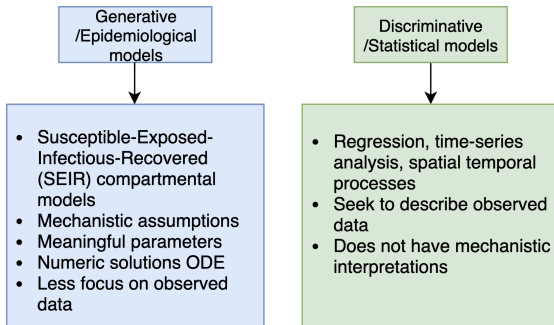 Generative
/Epidemiological
models
Susceptible-Exposed-
Infectious-Recovered
(SEIR) compartmental
models
Mechanistic assumptions
Meaningful parameters
Numeric solutions ODE
Less focus on observed
data
Discriminative
/Statistical models
Regression, time-series
analysis, spatial temporal
processes
Seek to describe observed
data
Does not have mechanistic
interpretations